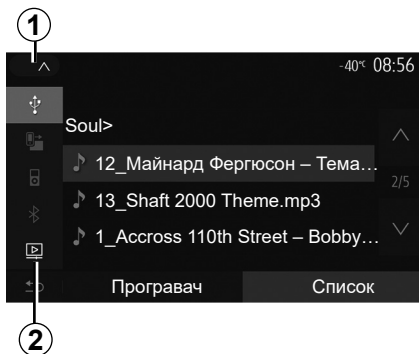 1
-40°C 08:56
Soul>
12_Майнард Фергюсон – Тема…
2/5
13_Shaft 2000 Theme.mp3
1_Accross 110th Street – Bobby…
Програвач Список
2